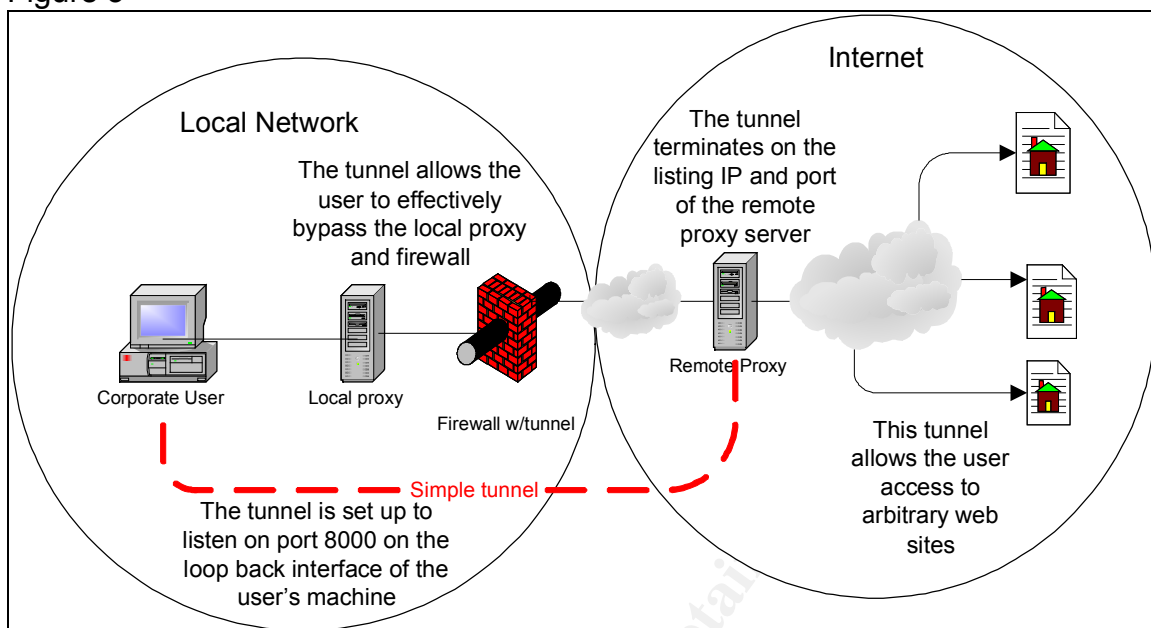 Internet
Local Network
The tunnel allows the
user to effectively
bypass the local proxy
and firewall
The tunnel
terminates on the
listing IP and port
of the remote
proxy server
Corporate User
Local proxy
Firewall w/tunnel
Remote Proxy
Simple tunnel
The tunnel is set up to
listen on port 8000 on the
loop back interface of the
user's machine
This tunnel
allows the user
access to
arbitrary web
sites